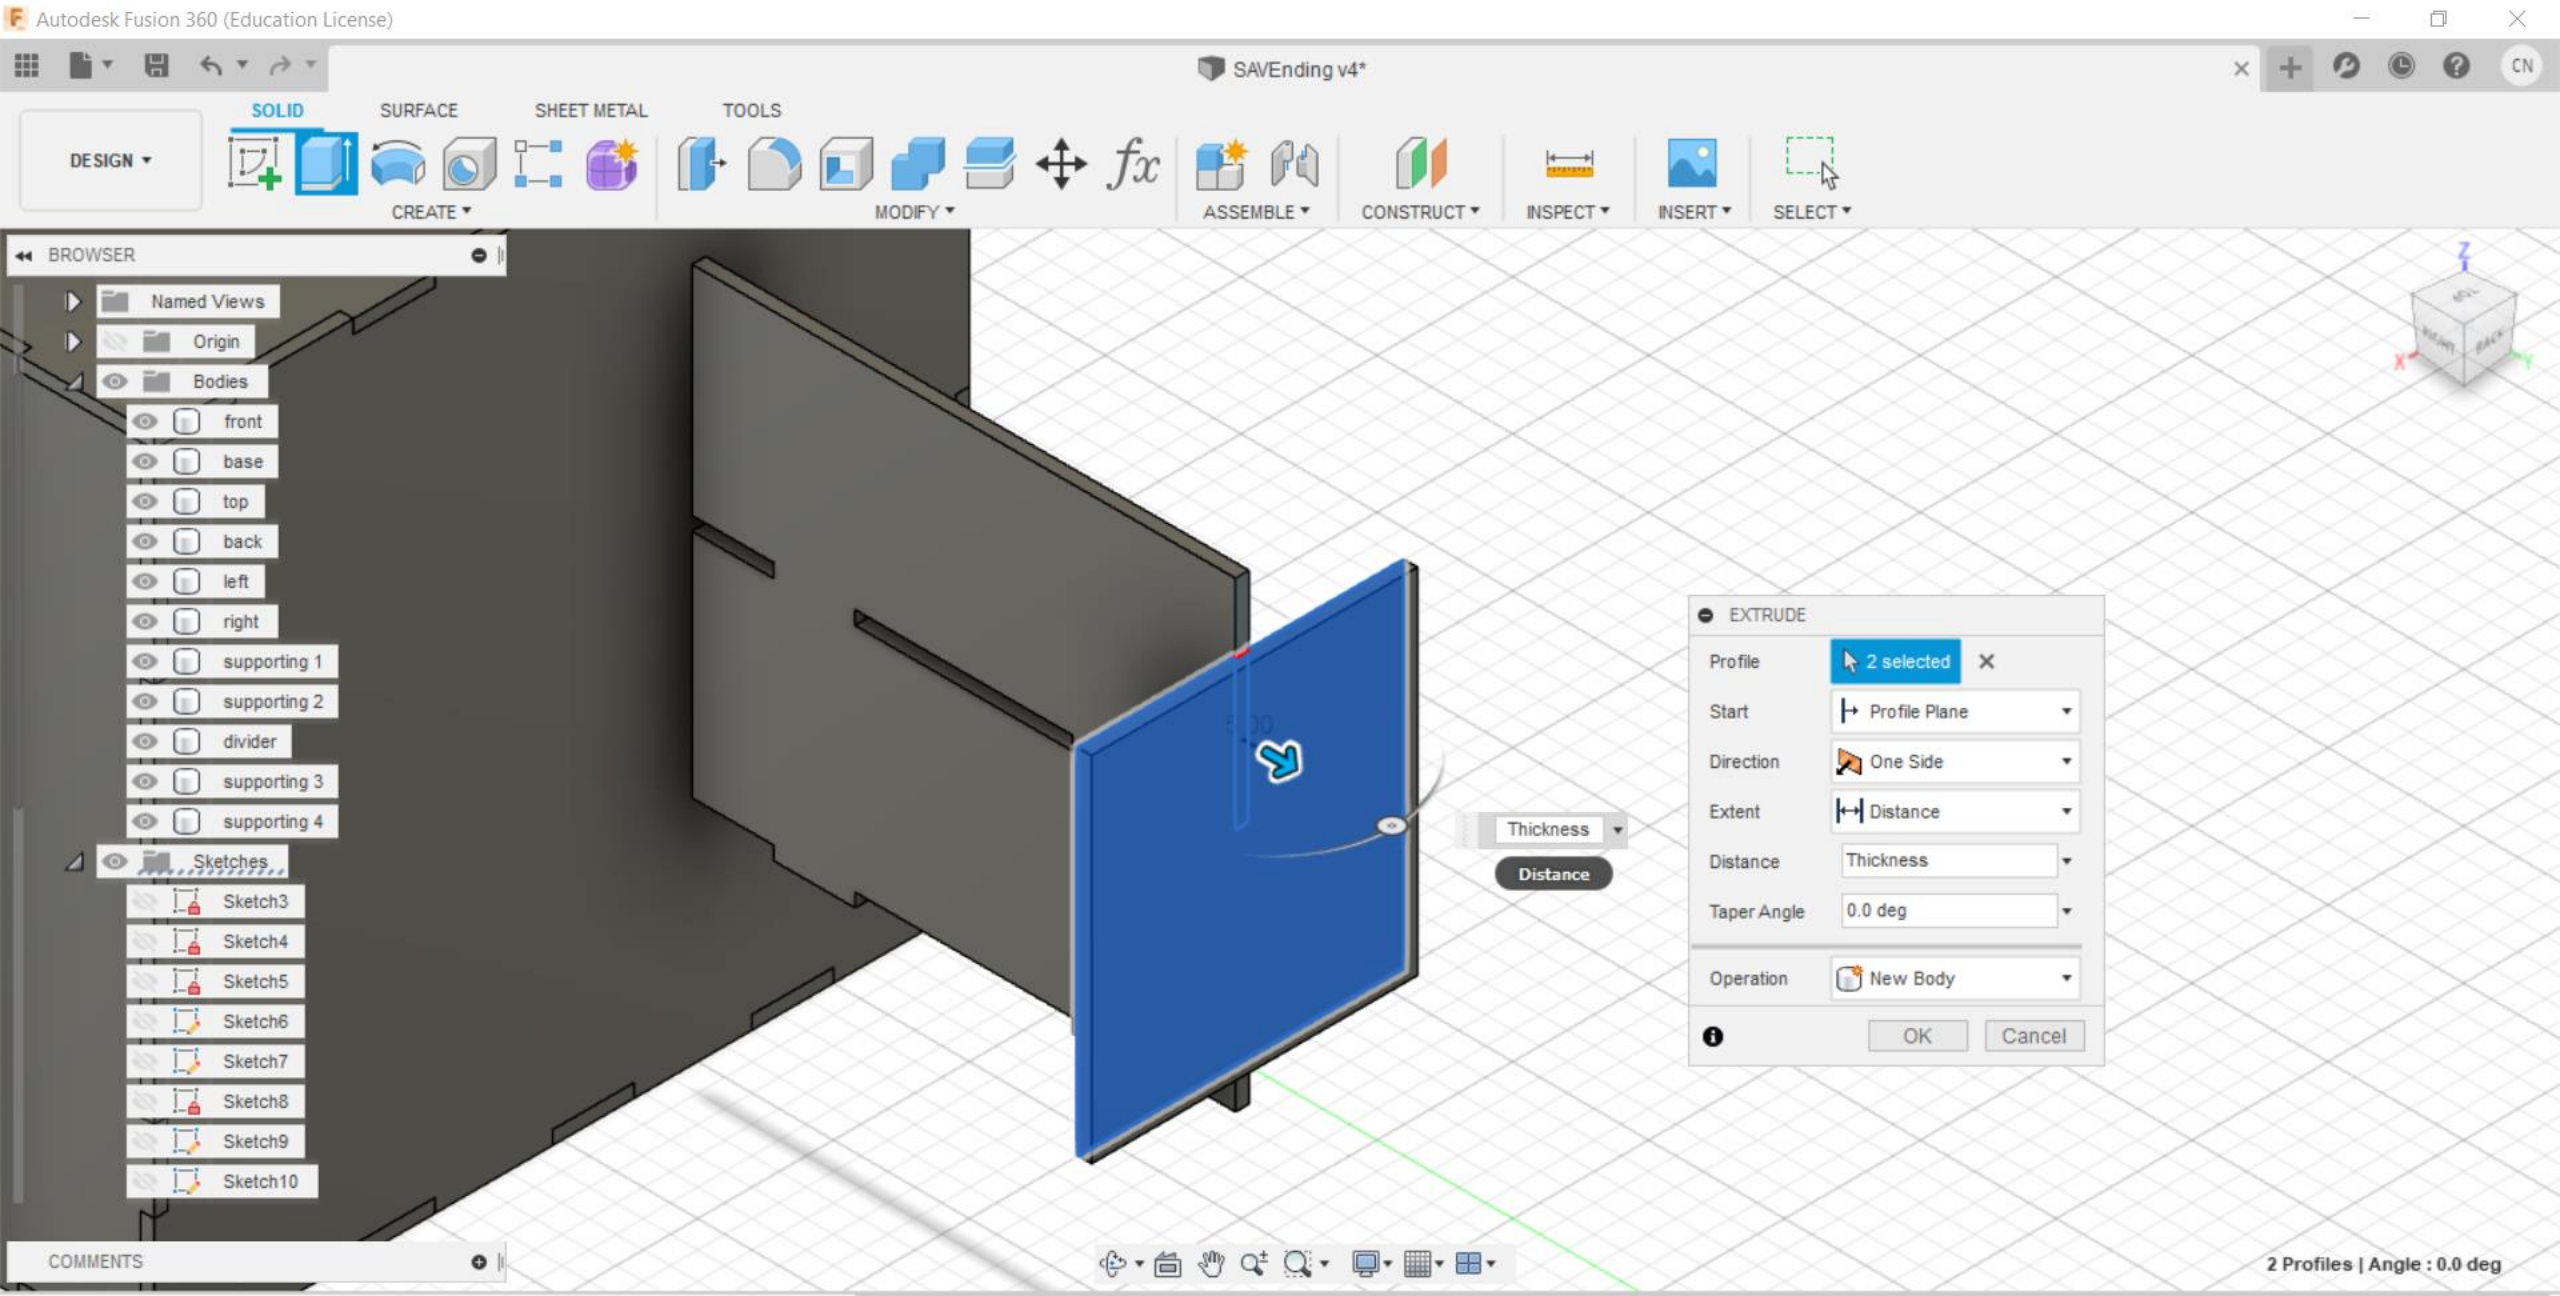 Autodesk Fusion 360 (Education License)
SAVEnding v4*
CN
SOLID SURFACE SHEET METAL TOOLS
DESIGN
CREATE MODIFY ASSEMBLE CONSTRUCT INSPECT INSERT SELECT
BROWSER
Named Views
Origin
Bodies
front
base
top
back
left
right
supporting 1
supporting 2
divider
supporting 3
supporting 4
Sketches
Sketch3
Sketch4
Sketch5
Sketch6
Sketch7
Sketch8
Sketch9
Sketch10
COMMENTS
Z
TOP
RIGHT
BACK
X
Y
Thickness
Distance
EXTRUDE
Profile 2 selected
Start Profile Plane
Direction One Side
Extent Distance
Distance Thickness
Taper Angle 0.0 deg
Operation New Body
OK Cancel
2 Profiles | Angle : 0.0 deg